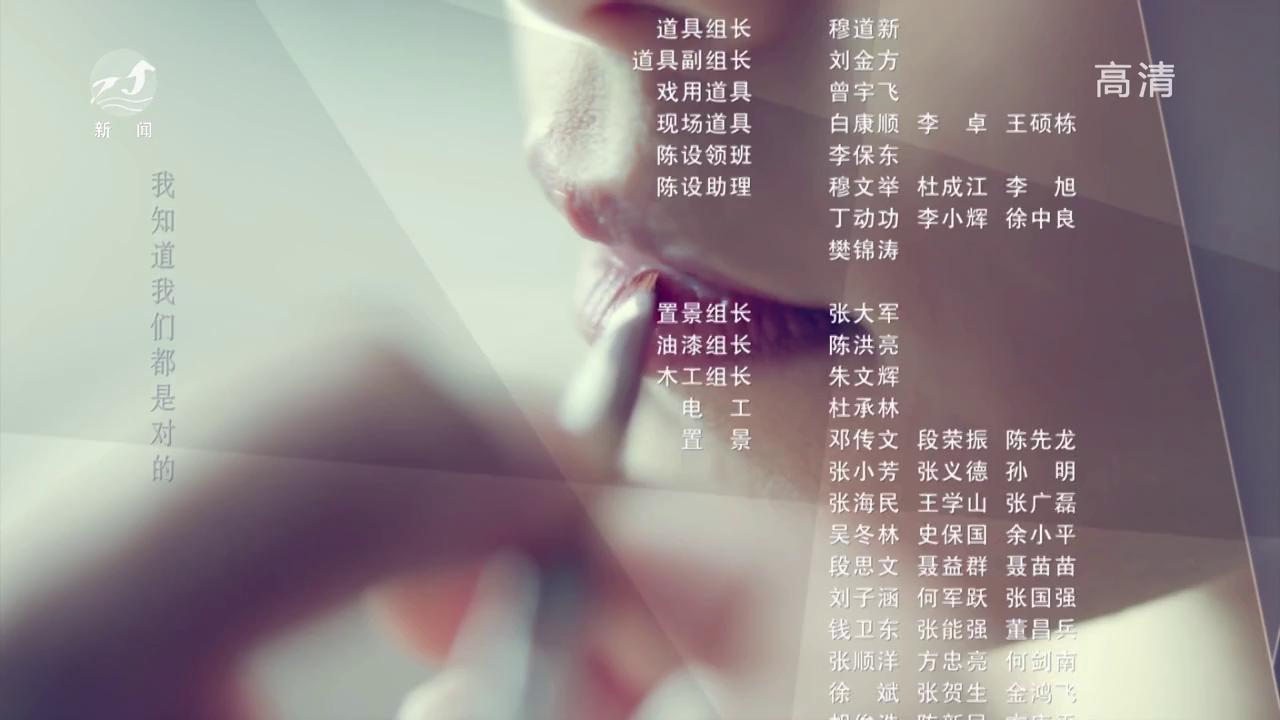 新 闻
高清
我知道我们都是对的
道具组长 穆道新
道具副组长 刘金方
戏用道具 曾宇飞
现场道具 白康顺 李 卓 王硕栋
陈设领班 李保东
陈设助理 穆文举 杜成江 李 旭
丁动功 李小辉 徐中良
樊锦涛
置景组长 张大军
油漆组长 陈洪亮
木工组长 朱文辉
电 工 杜承林
置 景 邓传文 段荣振 陈先龙
张小芳 张义德 孙 明
张海民 王学山 张广磊
吴冬林 史保国 余小平
段思文 聂益群 聂苗苗
刘子涵 何军跃 张国强
钱卫东 张能强 董昌兵
张顺洋 方忠亮 何剑南
徐 斌 张贺生 金鸿飞